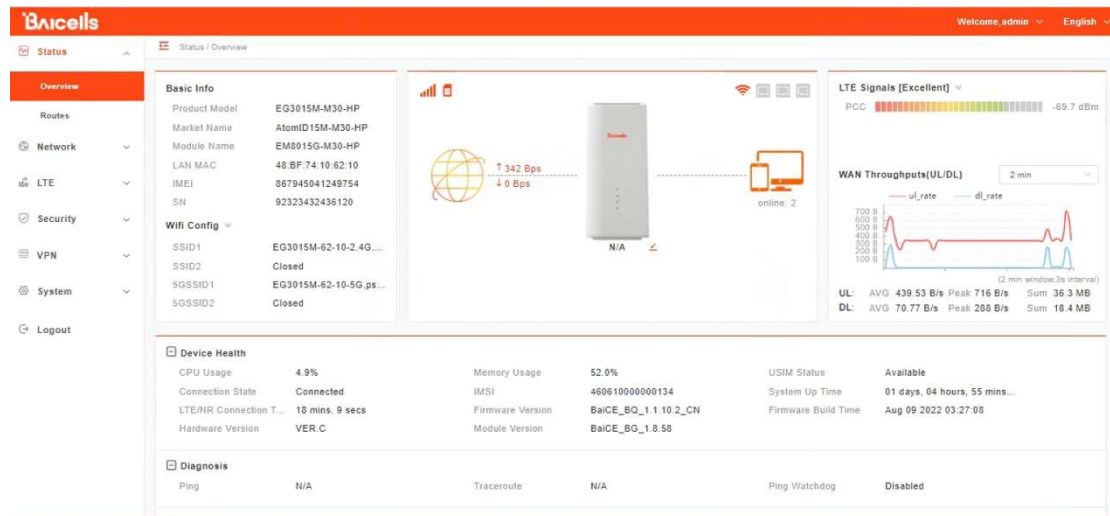 Baicells
Welcome,admin
English
Status
Status / Overview
Overview
Routes
Network
LTE
Security
VPN
System
Logout
Basic Info
Product Model EG3015M-M30-HP
Market Name AtomID15M-M30-HP
Module Name EM8015G-M30-HP
LAN MAC 48:BF:74:10:62:10
IMEI 867945041249754
SN 92323432436120
Wifi Config
SSID1 EG3015M-62-10-2.4G,...
SSID2 Closed
5GSSID1 EG3015M-62-10-5G,ps...
5GSSID2 Closed
↑ 342 Bps
↓ 0 Bps
Baicells
N/A
online: 2
LTE Signals [Excellent]
PCC -69.7 dBm
WAN Throughputs(UL/DL) 2 min
ul_rate dl_rate
700 B
600 B
500 B
400 B
300 B
200 B
100 B
(2 min window,3s interval)
UL: AVG 439.53 B/s Peak 716 B/s Sum 36.3 MB
DL: AVG 70.77 B/s Peak 288 B/s Sum 18.4 MB
Device Health
CPU Usage 4.9% Memory Usage 52.0% USIM Status Available
Connection State Connected IMSI 460610000000134 System Up Time 01 days, 04 hours, 55 mins...
LTE/NR Connection T... 18 mins, 9 secs Firmware Version BaiCE_BQ_1.1.10.2_CN Firmware Build Time Aug 09 2022 03:27:08
Hardware Version VER.C Module Version BaiCE_BG_1.8.58
Diagnosis
Ping N/A Traceroute N/A Ping Watchdog Disabled